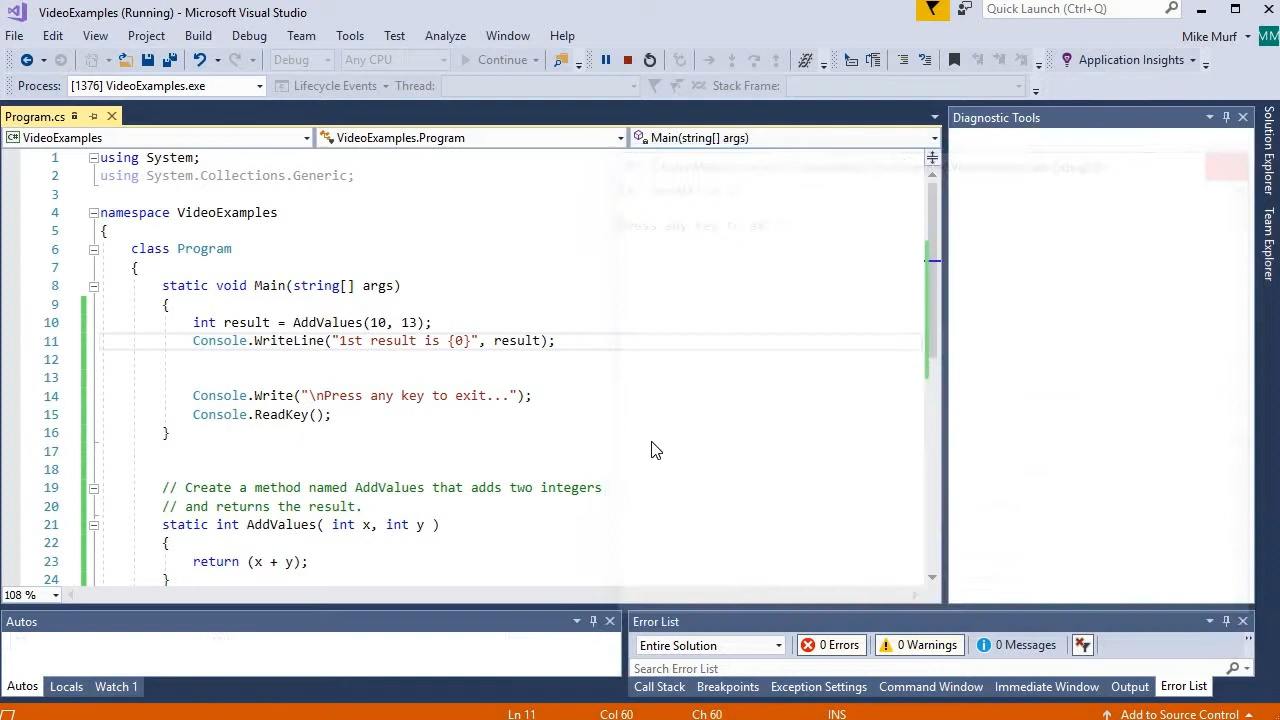 VideoExamples (Running) - Microsoft Visual Studio
Quick Launch (Ctrl+Q)
File Edit View Project Build Debug Team Tools Test Analyze Window Help
Mike Murf MM
Debug Any CPU Continue Application Insights
Process: [1376] VideoExamples.exe Lifecycle Events Thread: Stack Frame:
Program.cs
Diagnostic Tools
VideoExamples VideoExamples.Program Main(string[] args)
Solution Explorer
Team Explorer
1 using System;
2 using System.Collections.Generic;
3
4 namespace VideoExamples
5 {
6 class Program
7 {
8 static void Main(string[] args)
9 {
10 int result = AddValues(10, 13);
11 Console.WriteLine("1st result is {0}", result);
12
13
14 Console.Write("\nPress any key to exit...");
15 Console.ReadKey();
16 }
17
18
19 // Create a method named AddValues that adds two integers
20 // and returns the result.
21 static int AddValues( int x, int y )
22 {
23 return (x + y);
24 }
108 %
Autos
Error List
Entire Solution 0 Errors 0 Warnings 0 Messages
Search Error List
Autos Locals Watch 1
Call Stack Breakpoints Exception Settings Command Window Immediate Window Output Error List
Ln 11 Col 60 Ch 60 INS Add to Source Control